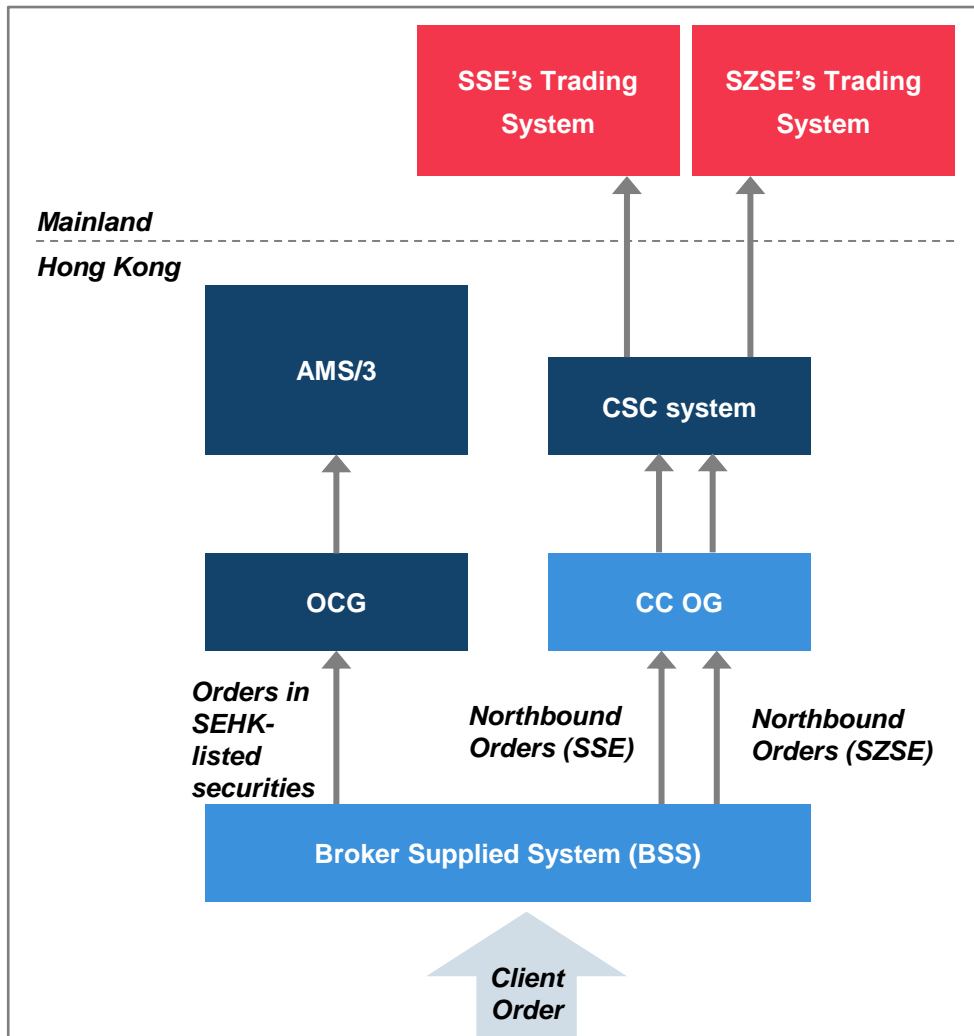 SSE's Trading
System
SZSE's Trading
System
Mainland
Hong Kong
AMS/3
CSC system
OCG
CC OG
Orders in
SEHK-
listed
securities
Northbound
Orders (SSE)
Northbound
Orders (SZSE)
Broker Supplied System (BSS)
Client
Order